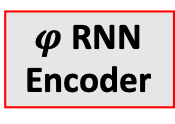 𝝋 RNN
Encoder